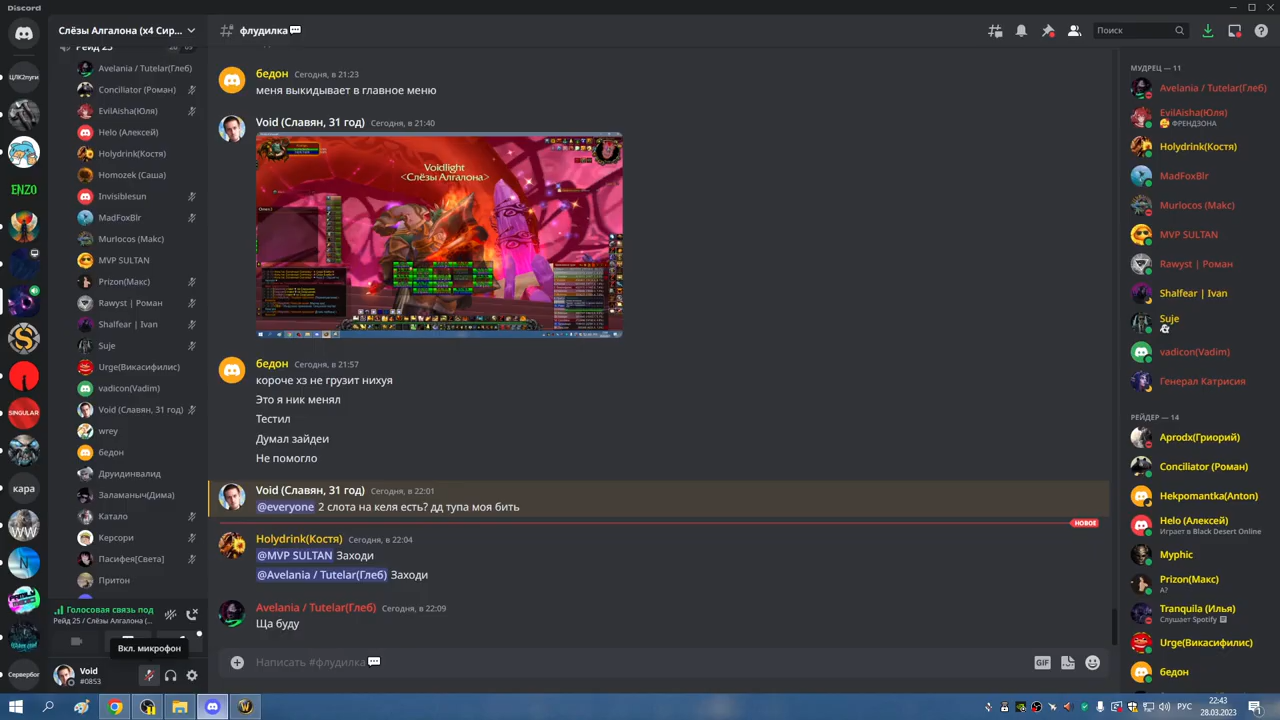 Discord
Слёзы Алгалона (x4 Сир...
флудилка
Поиск
Рейд 25
Avelania / Tutelar(Глеб)
Conciliator (Роман)
EvilAisha(Юля)
Helo (Алексей)
Holydrink(Костя)
Homozek (Саша)
Invisiblesun
MadFoxBlr
Murlocos (Макс)
MVP SULTAN
Prizon(Макс)
Rawyst | Роман
Shalfear | Ivan
Suje
Urge(Викасифилис)
vadicon(Vadim)
Void (Славян, 31 год)
wrey
бедон
Друидинвалид
Заламаныч(Дима)
Катало
Керсори
Пасифея[Света]
Притон
ЦЛК2пуги
ENZO
SINGULAR
кара
WW
N
Сервербог
Голосовая связь под
Рейд 25 / Слёзы Алгалона (...
Вкл. микрофон
Void
#0853
бедон Сегодня, в 21:23
меня выкидывает в главное меню
Void (Славян, 31 год) Сегодня, в 21:40
Voidlight
<Слёзы Алгалона>
бедон Сегодня, в 21:57
короче хз не грузит нихуя
Это я ник менял
Тестил
Думал зайдеи
Не помогло
Void (Славян, 31 год) Сегодня, в 22:01
@everyone 2 слота на келя есть? дд тупа моя бить
НОВОЕ
Holydrink(Костя) Сегодня, в 22:04
@MVP SULTAN Заходи
@Avelania / Tutelar(Глеб) Заходи
Avelania / Tutelar(Глеб) Сегодня, в 22:09
Ща буду
Написать #флудилка
GIF
МУДРЕЦ — 11
Avelania / Tutelar(Глеб)
EvilAisha(Юля)
ФРЕНДЗОНА
Holydrink(Костя)
MadFoxBlr
Murlocos (Макс)
MVP SULTAN
Rawyst | Роман
Shalfear | Ivan
Suje
vadicon(Vadim)
Генерал Катрисия
РЕЙДЕР — 14
Aprodx(Гриорий)
Conciliator (Роман)
Hekpomantka(Anton)
Helo (Алексей)
Играет в Black Desert Online
Myphic
Prizon(Макс)
А?
Tranquila (Илья)
Слушает Spotify
Urge(Викасифилис)
бедон
РУС
22:43
28.03.2023